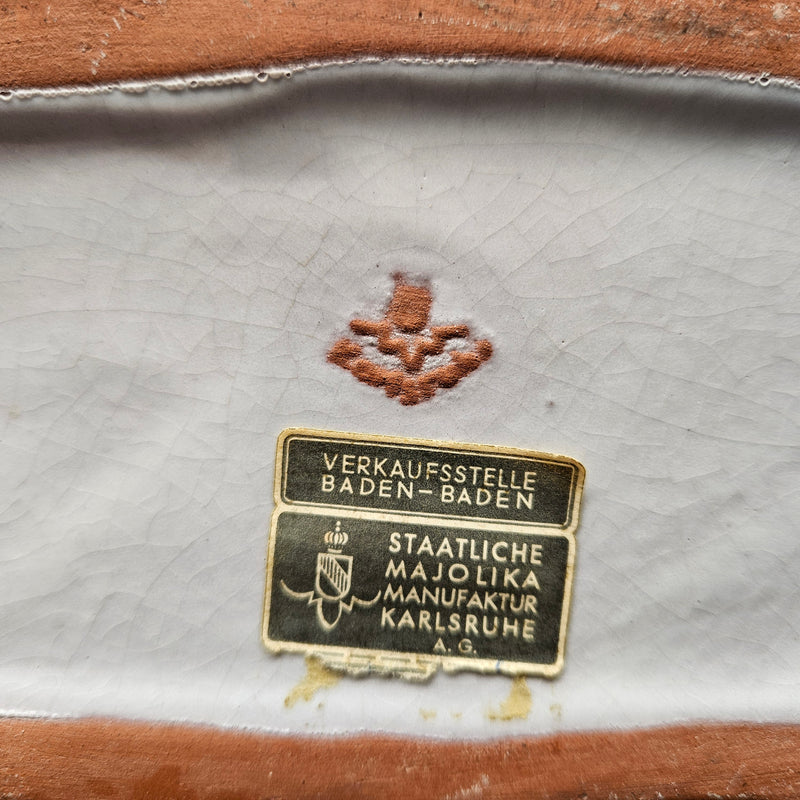 VERKAUFSSTELLE
BADEN-BADEN
STAATLICHE
MAJOLIKA
MANUFAKTUR
KARLSRUHE
A. G.